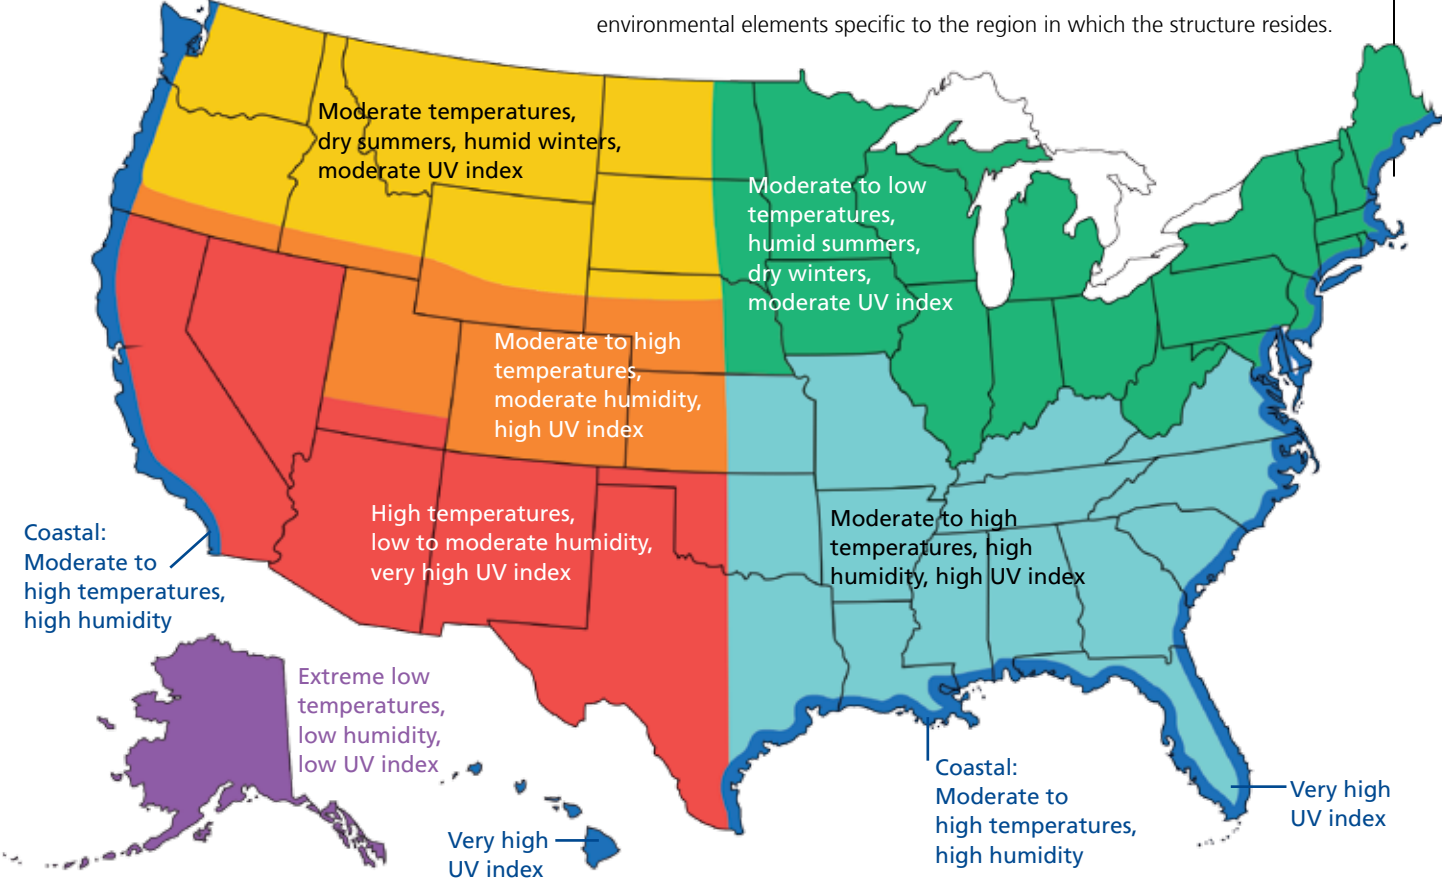 environmental elements specific to the region in which the structure resides.
Moderate temperatures,
dry summers, humid winters,
moderate UV index
Moderate to low
temperatures,
humid summers,
dry winters,
moderate UV index
Moderate to high
temperatures,
moderate humidity,
high UV index
High temperatures,
low to moderate humidity,
very high UV index
Moderate to high
temperatures, high
humidity, high UV index
Coastal:
Moderate to
high temperatures,
high humidity
Extreme low
temperatures,
low humidity,
low UV index
Very high
UV index
Coastal:
Moderate to
high temperatures,
high humidity
Very high
UV index